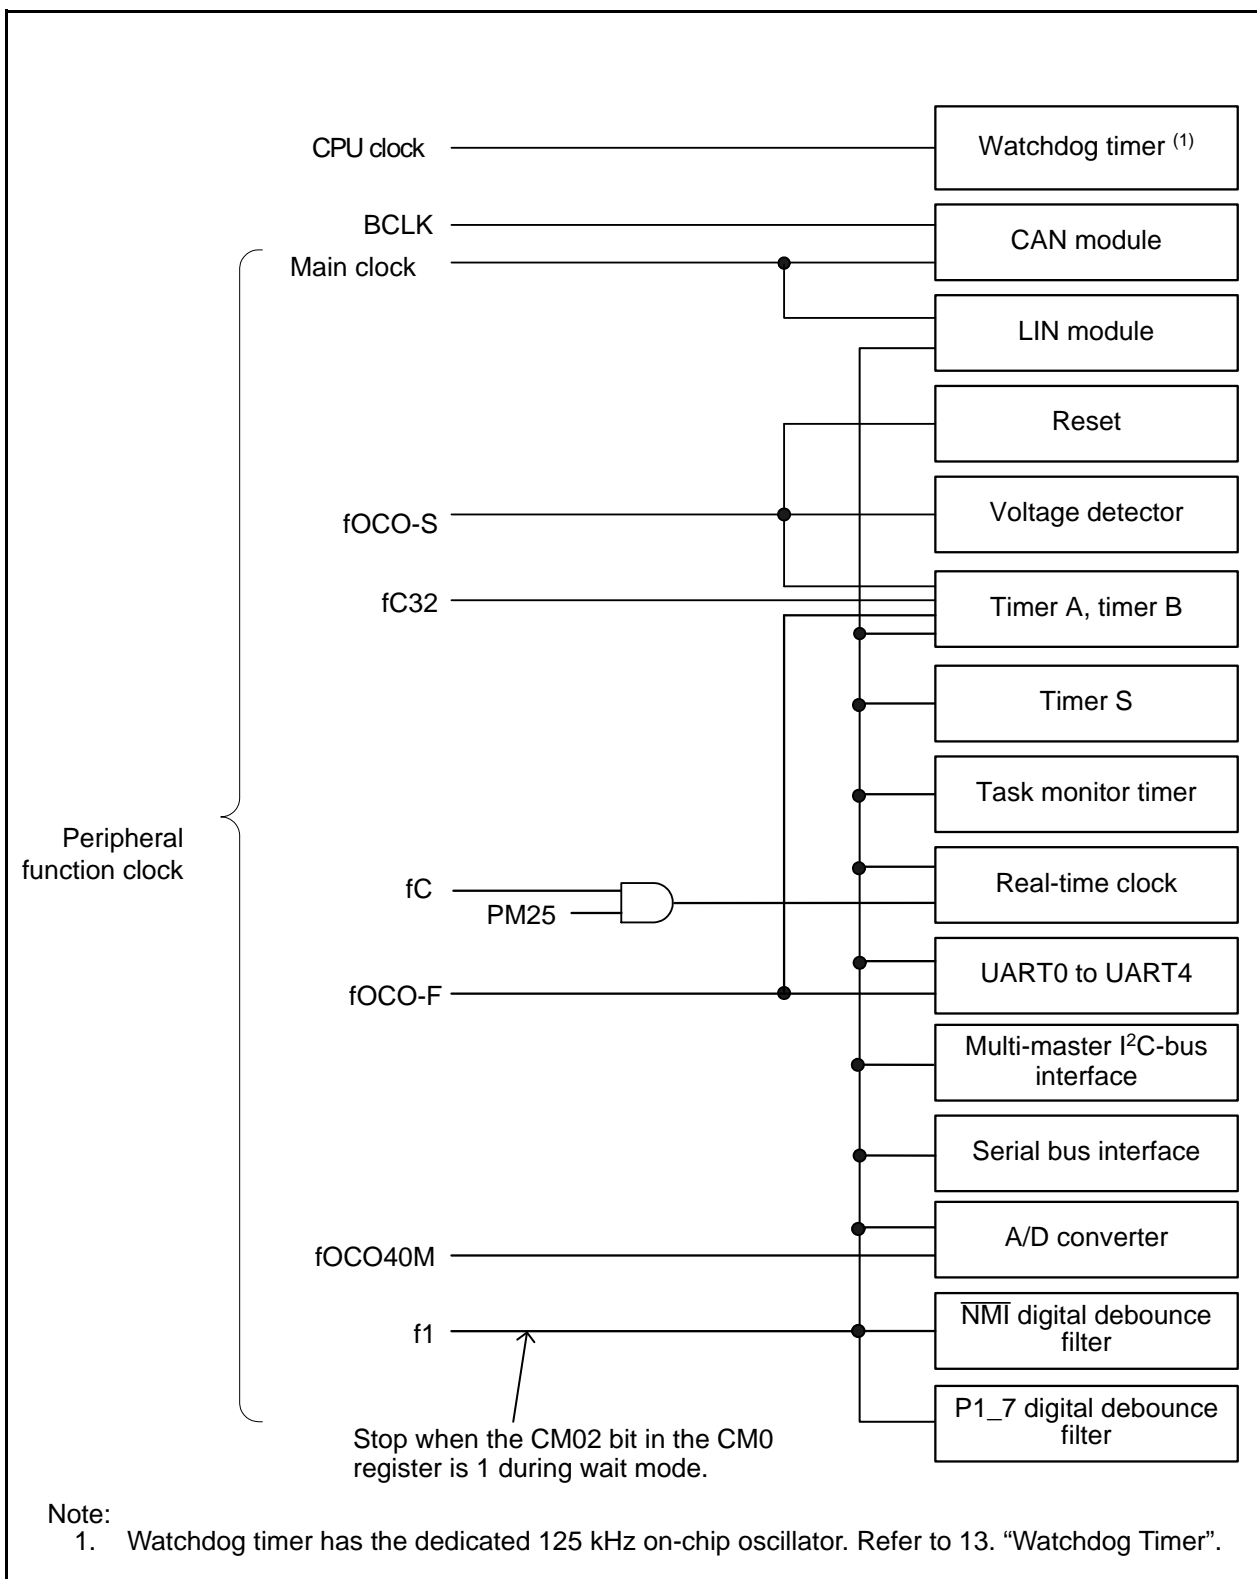 CPU clock
Watchdog timer (1)
BCLK
Main clock
CAN module
LIN module
Reset
fOCO-S
Voltage detector
fC32
Timer A, timer B
Timer S
Task monitor timer
Peripheral
function clock
fC
PM25
Real-time clock
fOCO-F
UART0 to UART4
Multi-master I²C-bus
interface
Serial bus interface
fOCO40M
A/D converter
f1
N̅M̅I̅ digital debounce
filter
P1_7 digital debounce
filter
Stop when the CM02 bit in the CM0
register is 1 during wait mode.
Note:
1. Watchdog timer has the dedicated 125 kHz on-chip oscillator. Refer to 13. “Watchdog Timer”.